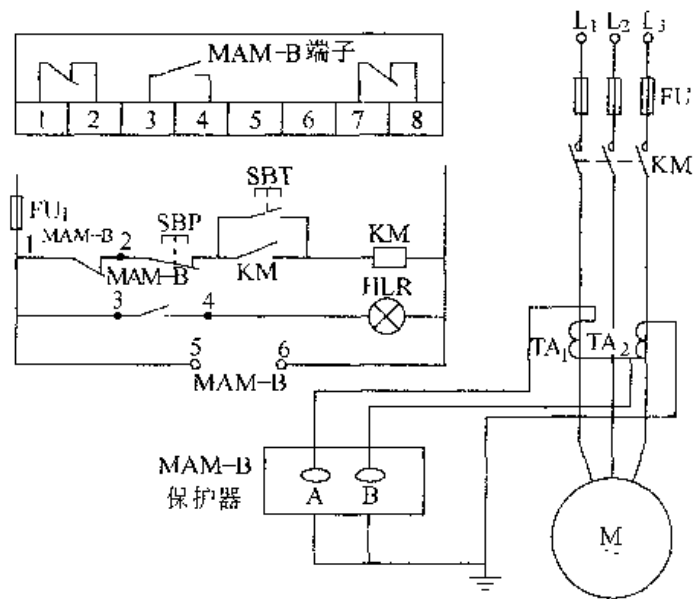 MAM-B 端子
1 2 3 4 5 6 7 8
L1 L2 L3
FU
KM
FU1
SBT
SBP
1 MAM-B 2
MAM-B
KM
KM
HLR
3 4
5 6
MAM-B
TA1 TA2
MAM-B
保护器
A B
M
~